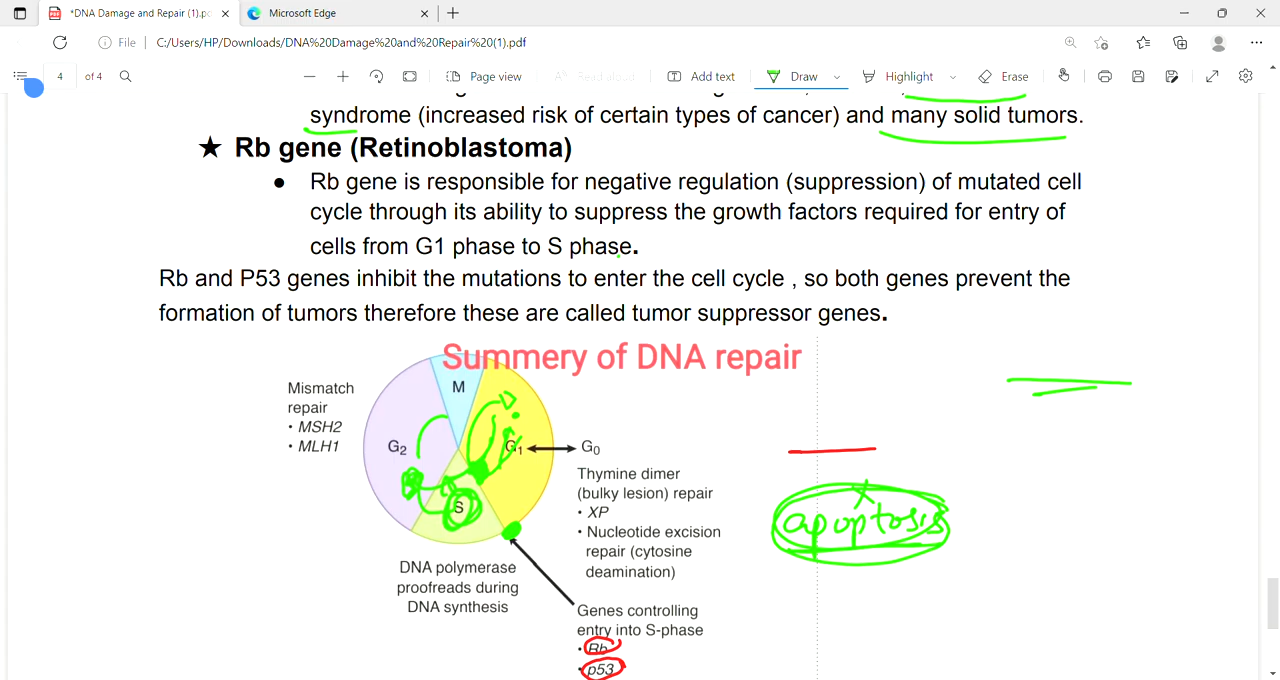 *DNA Damage and Repair (1).pd
Microsoft Edge
File
C:/Users/HP/Downloads/DNA%20Damage%20and%20Repair%20(1).pdf
4 of 4
Page view
Read aloud
Add text
Draw
Highlight
Erase
syndrome (increased risk of certain types of cancer) and many solid tumors.
★ Rb gene (Retinoblastoma)
● Rb gene is responsible for negative regulation (suppression) of mutated cell
cycle through its ability to suppress the growth factors required for entry of
cells from G1 phase to S phase.
Rb and P53 genes inhibit the mutations to enter the cell cycle , so both genes prevent the
formation of tumors therefore these are called tumor suppressor genes.
Summery of DNA repair
Mismatch
repair
• MSH2
• MLH1
M
G2
G1
S
G0
Thymine dimer
(bulky lesion) repair
• XP
• Nucleotide excision
repair (cytosine
deamination)
apoptosis
DNA polymerase
proofreads during
DNA synthesis
Genes controlling
entry into S-phase
• Rb
• p53